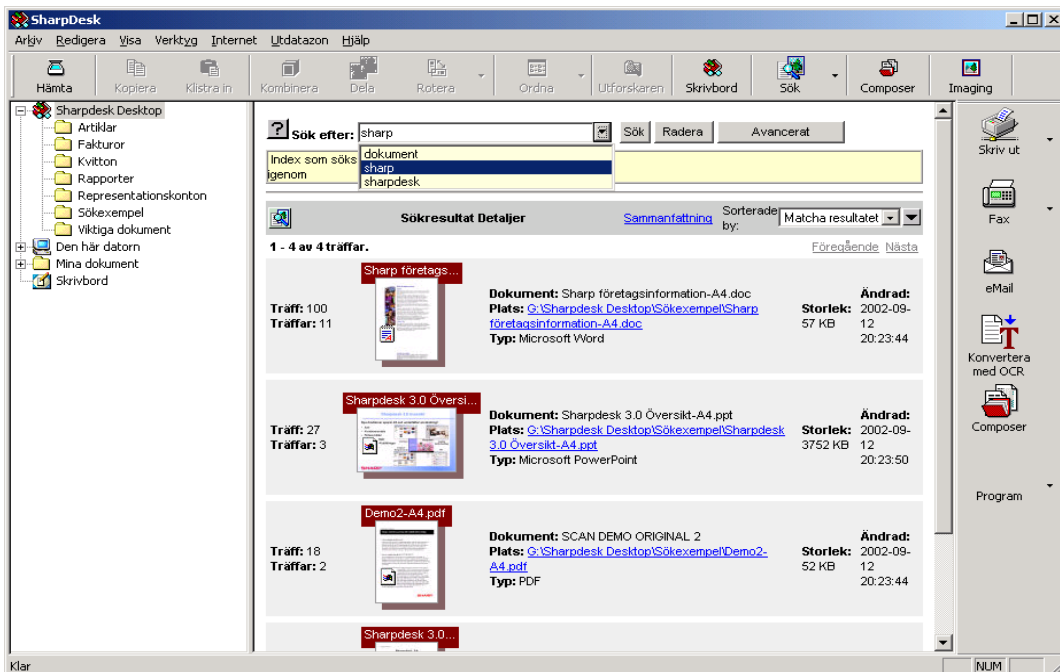 SharpDesk
Arkiv Redigera Visa Verktyg Internet Utdatazon Hjälp
Hämta Kopiera Klistra in Kombinera Dela Rotera Ordna Utforskaren Skrivbord Sök Composer Imaging
Sharpdesk Desktop
Artiklar
Fakturor
Kvitton
Rapporter
Representationskonton
Sökexempel
Viktiga dokument
Den här datorn
Mina dokument
Skrivbord
Sök efter: sharp Sök Radera Avancerat
Index som söks
igenom
dokument
sharp
sharpdesk
Sökresultat Detaljer Sammanfattning Sorterade
by: Matcha resultatet
1 - 4 av 4 träffar. Föregående Nästa
Sharp företags...
Träff: 100
Träffar: 11
Dokument: Sharp företagsinformation-A4.doc
Plats: G:\Sharpdesk Desktop\Sökexempel\Sharp
företagsinformation-A4.doc
Typ: Microsoft Word
Storlek:
57 KB
Ändrad:
2002-09-
12
20:23:44
Sharpdesk 3.0 Översi...
Träff: 27
Träffar: 3
Dokument: Sharpdesk 3.0 Översikt-A4.ppt
Plats: G:\Sharpdesk Desktop\Sökexempel\Sharpdesk
3.0 Översikt-A4.ppt
Typ: Microsoft PowerPoint
Storlek:
3752 KB
Ändrad:
2002-09-
12
20:23:50
Demo2-A4.pdf
Träff: 18
Träffar: 2
Dokument: SCAN DEMO ORIGINAL 2
Plats: G:\Sharpdesk Desktop\Sökexempel\Demo2-
A4.pdf
Typ: PDF
Storlek:
52 KB
Ändrad:
2002-09-
12
20:23:44
Sharpdesk 3.0...
Skriv ut
Fax
eMail
Konvertera
med OCR
Composer
Program
Klar NUM